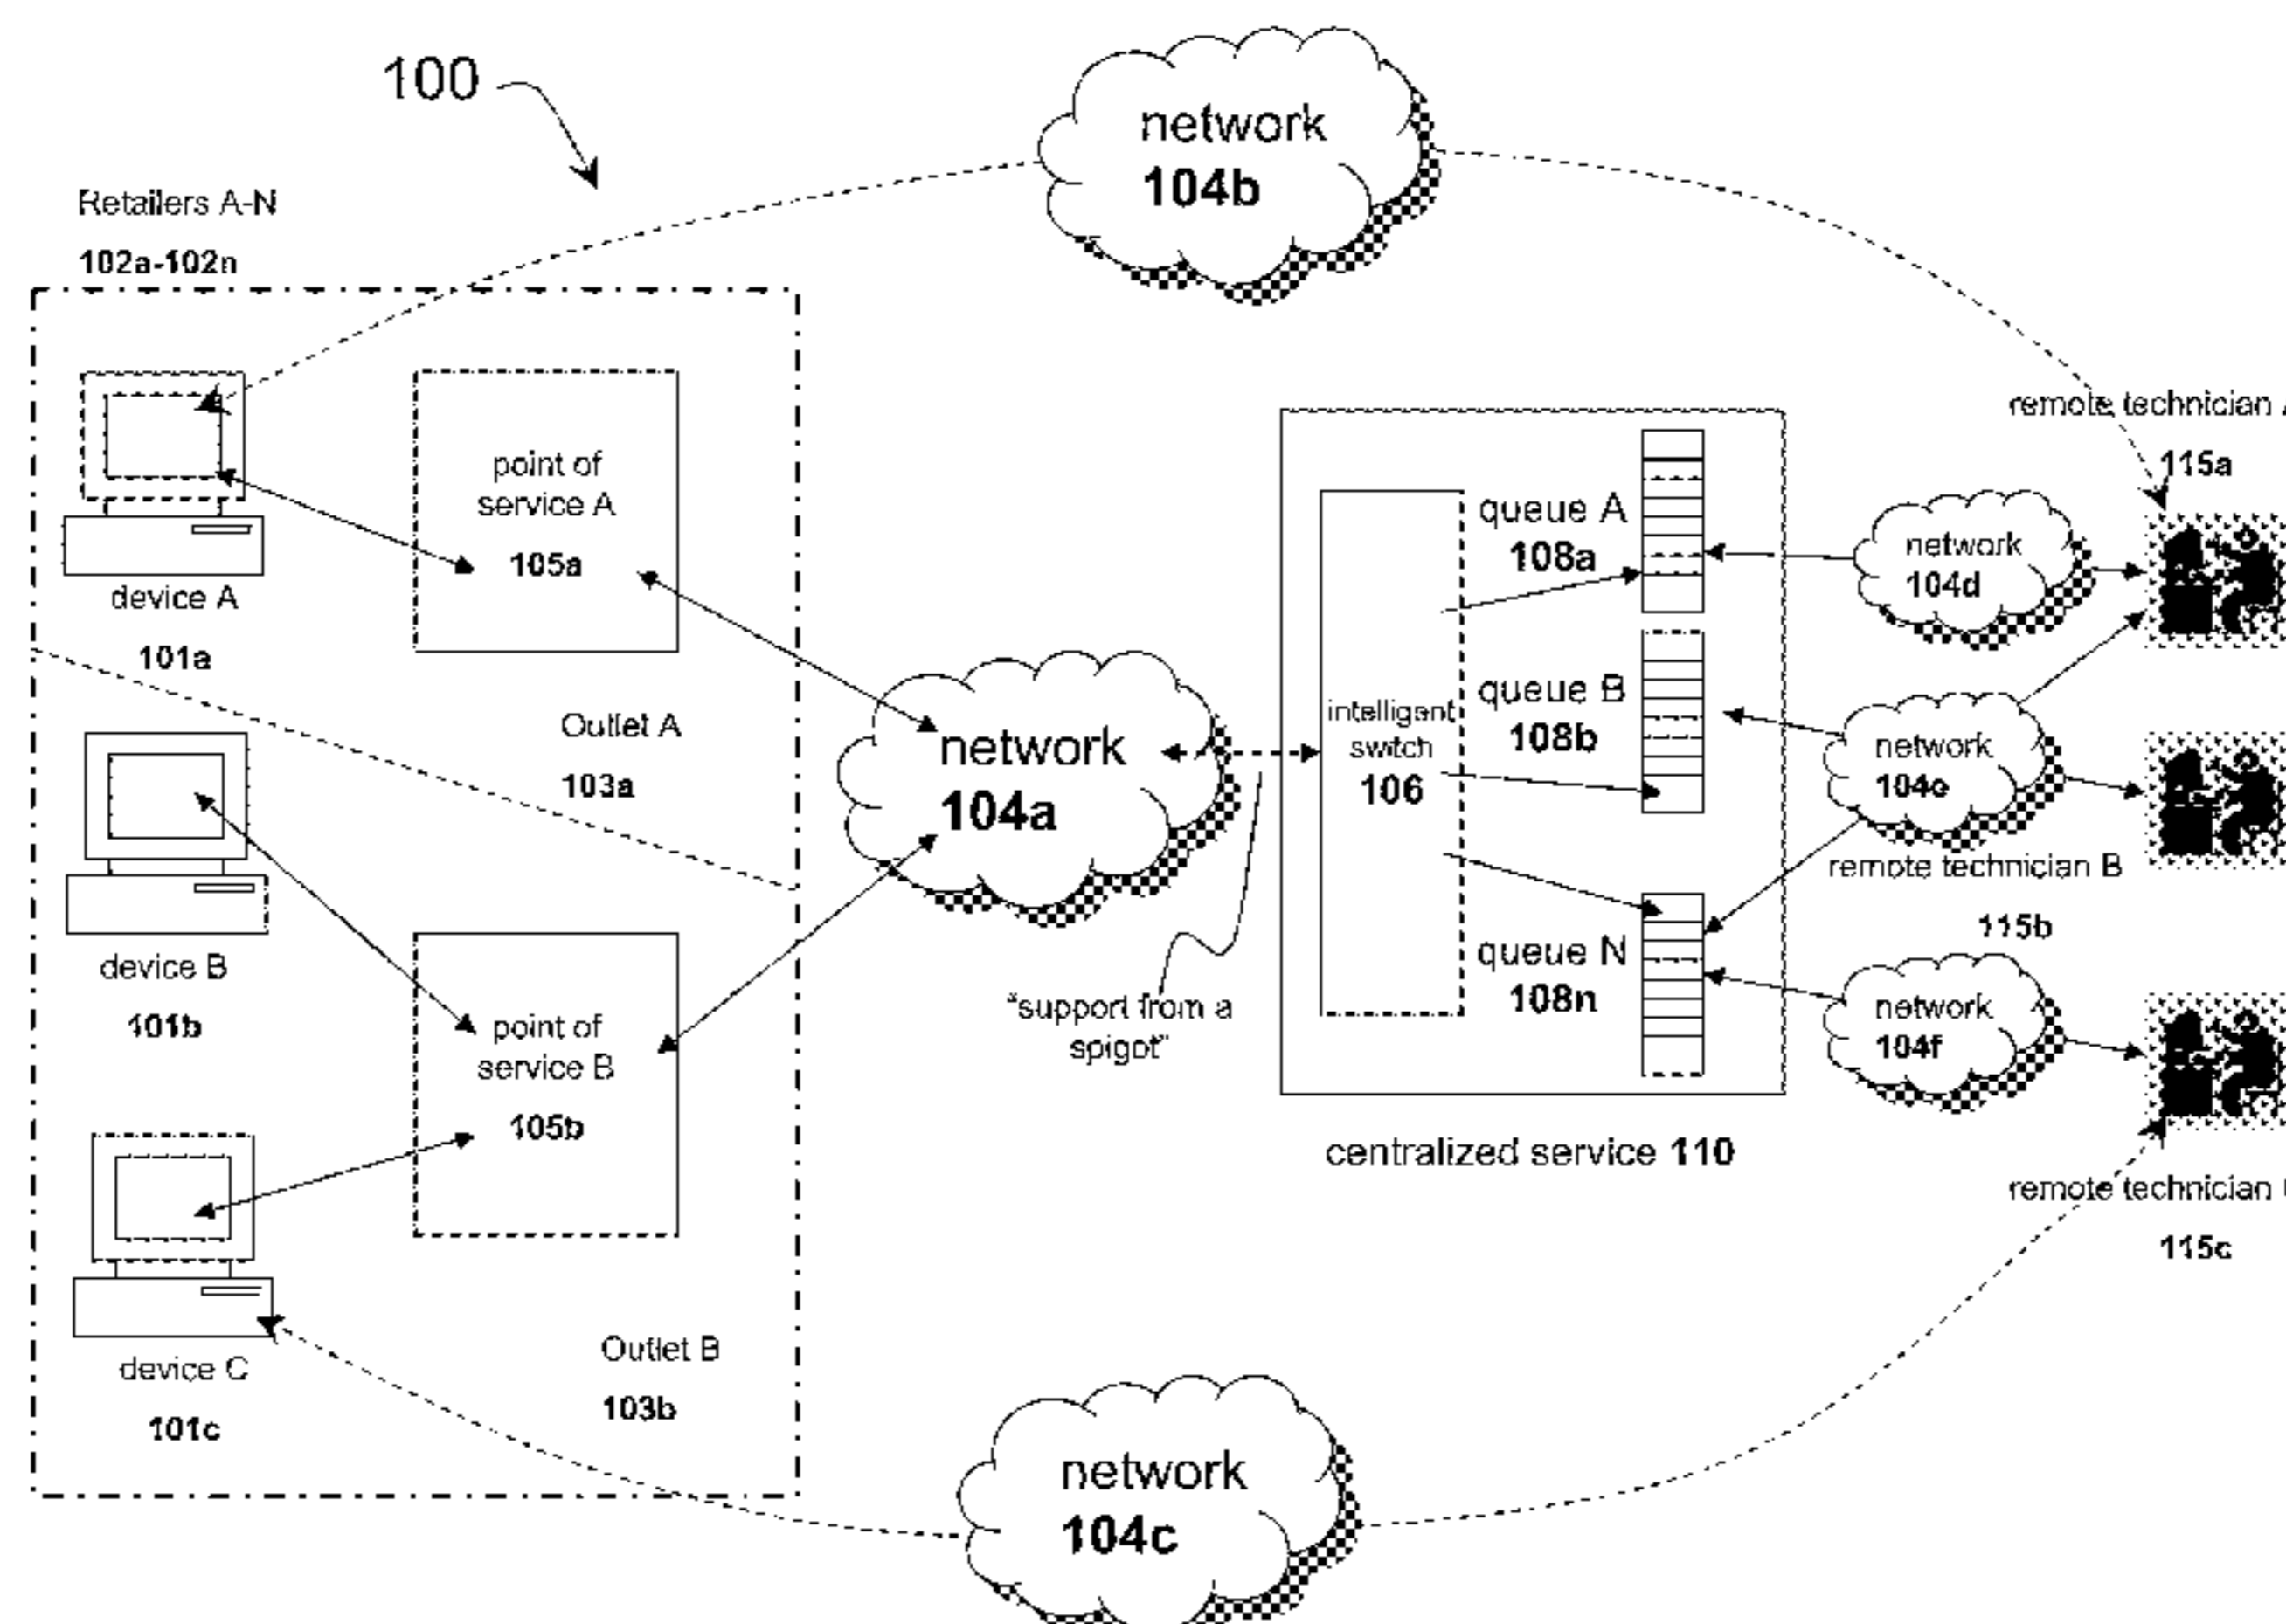 100
network
104b
Retailers A-N
102a-102n
device A
101a
point of
service A
105a
Outlet A
103a
device B
101b
point of
service B
105b
device C
101c
Outlet B
103b
network
104a
"support from a
spigot"
intelligent
switch
106
queue A
108a
queue B
108b
queue N
108n
centralized service 110
remote technician
115a
network
104d
network
104e
remote technician B
115b
network
104f
remote technician
115c
network
104c